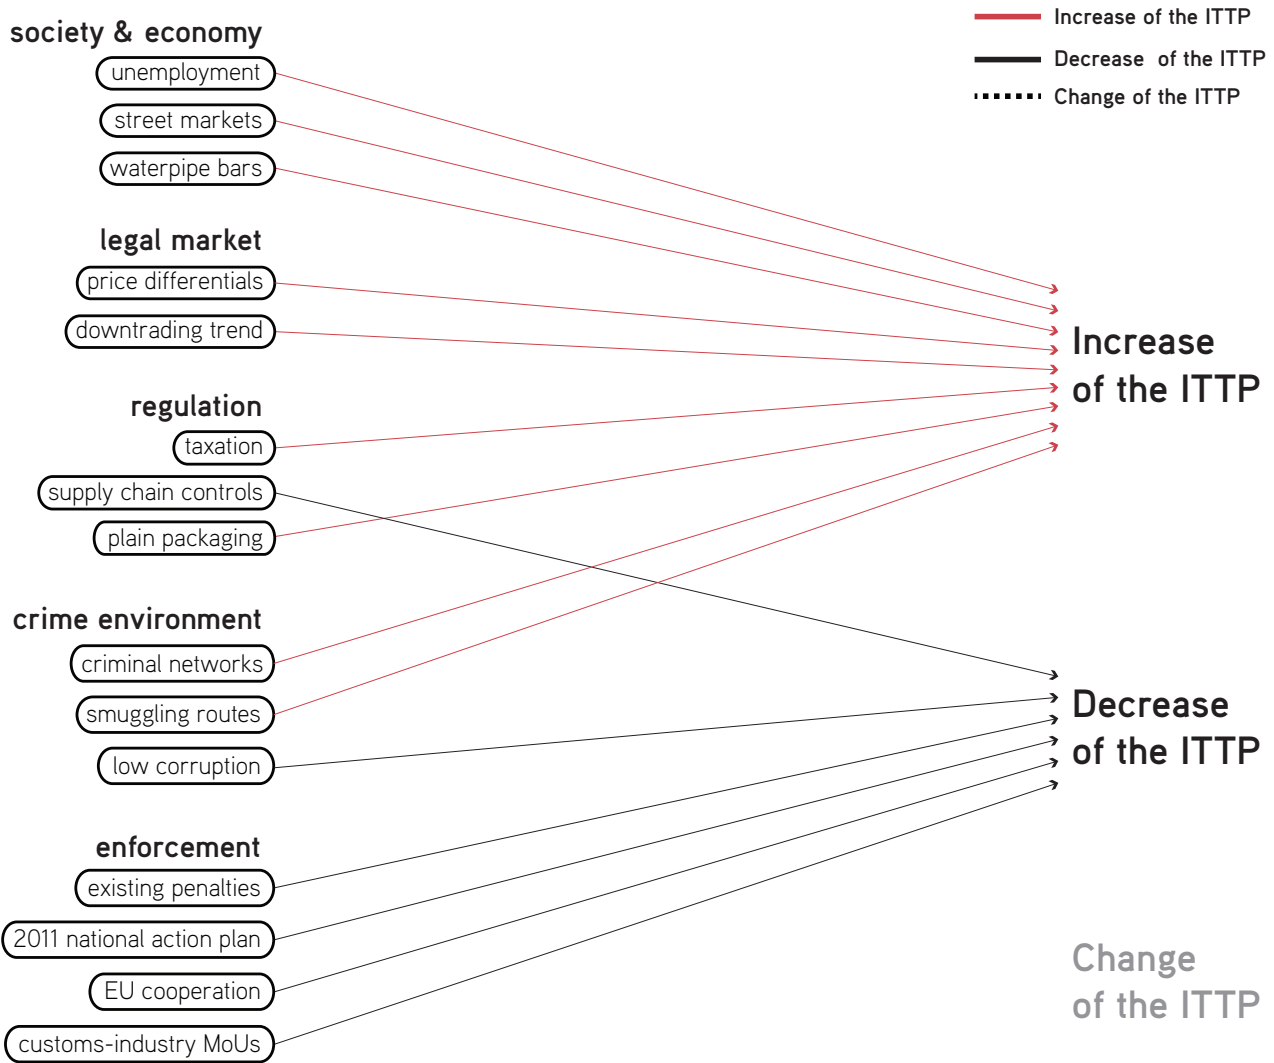 society & economy
unemployment
street markets
waterpipe bars
legal market
price differentials
downtrading trend
regulation
taxation
supply chain controls
plain packaging
crime environment
criminal networks
smuggling routes
low corruption
enforcement
existing penalties
2011 national action plan
EU cooperation
customs-industry MoUs
Increase of the ITTP
Decrease of the ITTP
Change of the ITTP
Increase
of the ITTP
Decrease
of the ITTP
Change
of the ITTP